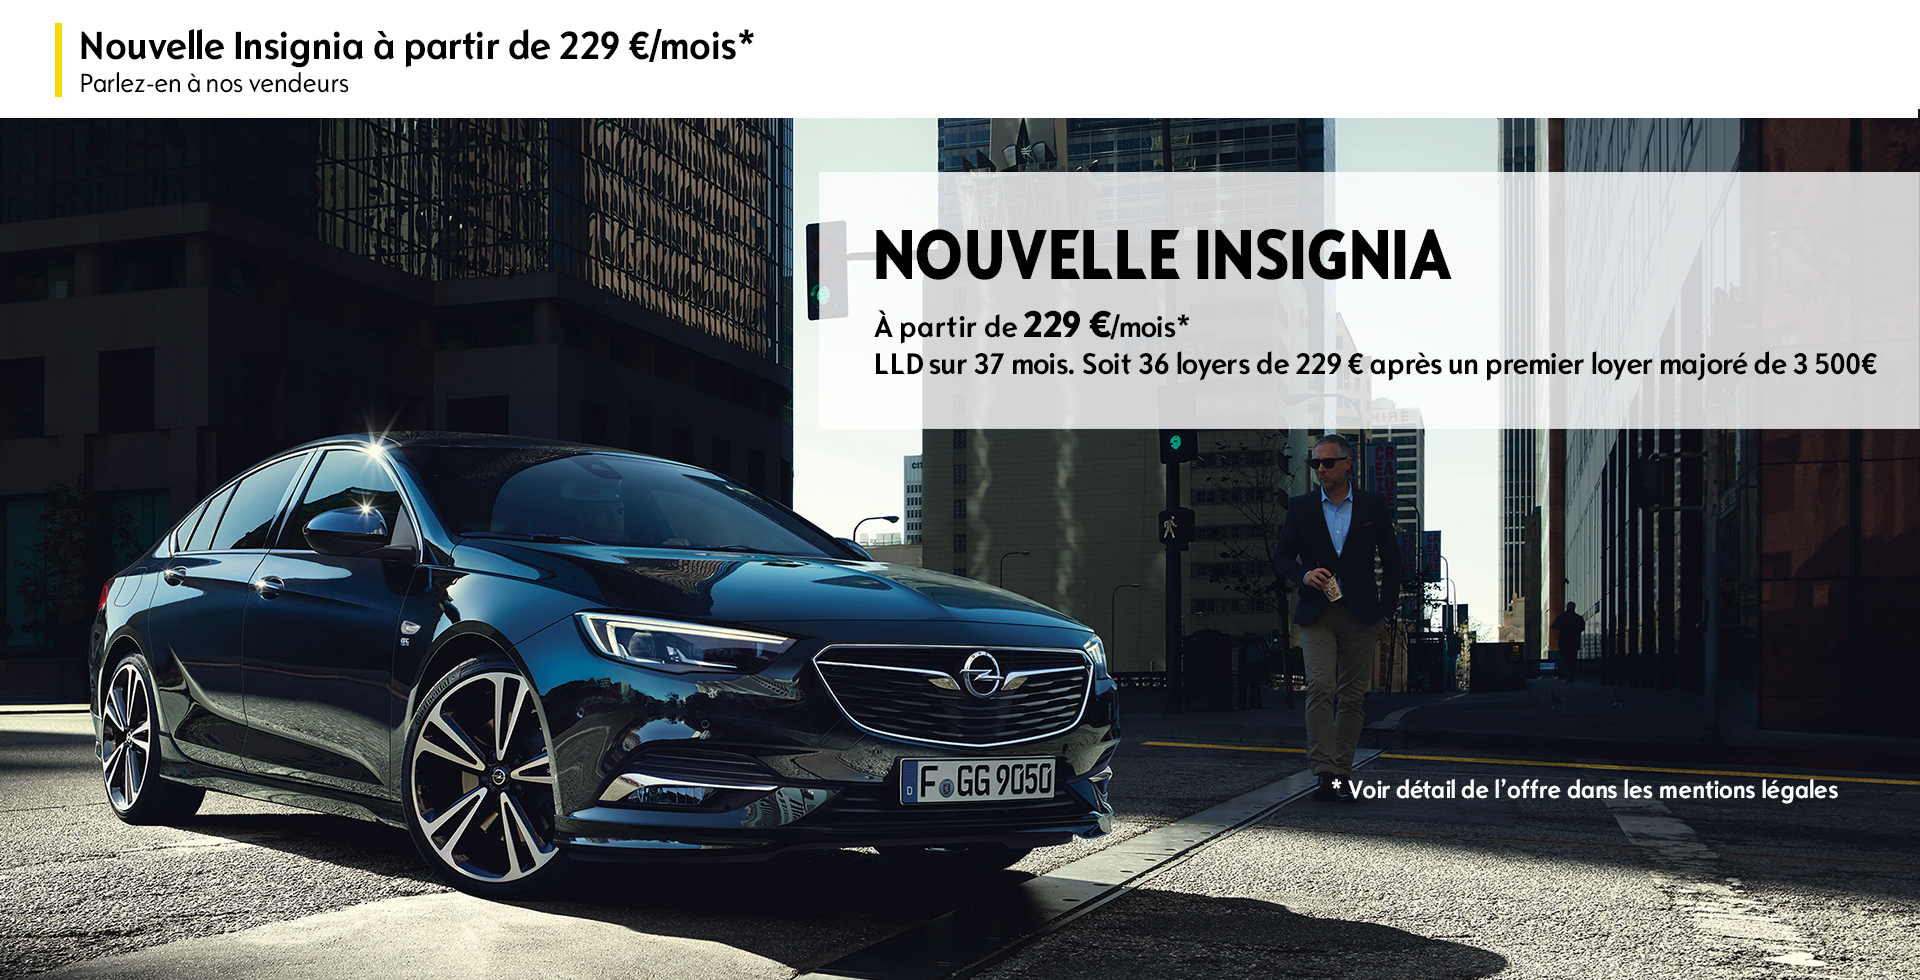 Nouvelle Insignia à partir de 229 €/mois*
Parlez-en à nos vendeurs
NOUVELLE INSIGNIA
À partir de 229 €/mois*
LLD sur 37 mois. Soit 36 loyers de 229 € après un premier loyer majoré de 3 500€
HIRE
CREATUE
F GG 9050
D
* Voir détail de l'offre dans les mentions légales